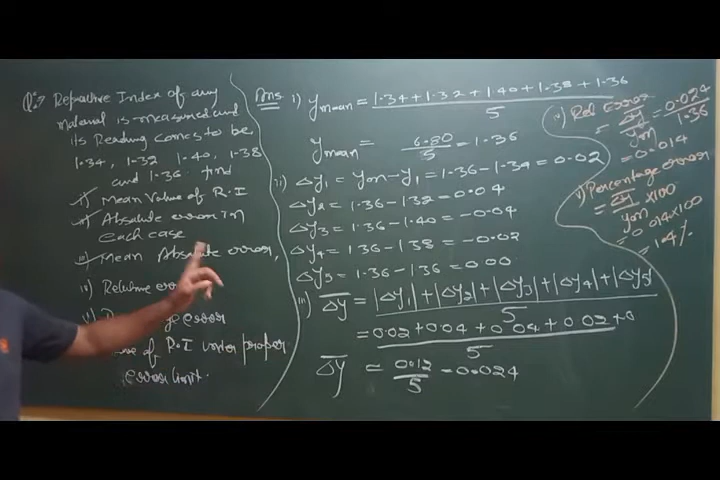 Q:→ Refractive Index of any
material is measured and
its Reading comes to be
1.34, 1.32 1.40, 1.38
and 1.36. find
i) Mean Value of R.I
ii) Absolute error in
each case
iii) Mean Absolute error,
iv) Relative
error
of R.I under proper
error limit.
Ans i) ymean = 1.34+1.32+1.40+1.38+1.36
5
ymean = 6.80/5 = 1.36
ii) Δy1 = ym-y1 = 1.36-1.34 = 0.02
Δy2 = 1.36-1.32 = 0.04
Δy3 = 1.36-1.40 = -0.04
Δy4 = 1.36-1.38 = -0.02
Δy5 = 1.36-1.36 = 0.00
iii) Δy = |Δy1|+|Δy2|+|Δy3|+|Δy4|+|Δy5|
5
= 0.02+0.04+0.04+0.02+0
5
Δy = 0.12/5 = 0.024
iv) Rel error
= Δy/ym = 0.024/1.36
= 0.014
v) Percentage error
= Δy/ym ×100
= 0.014×100
= 1.4%